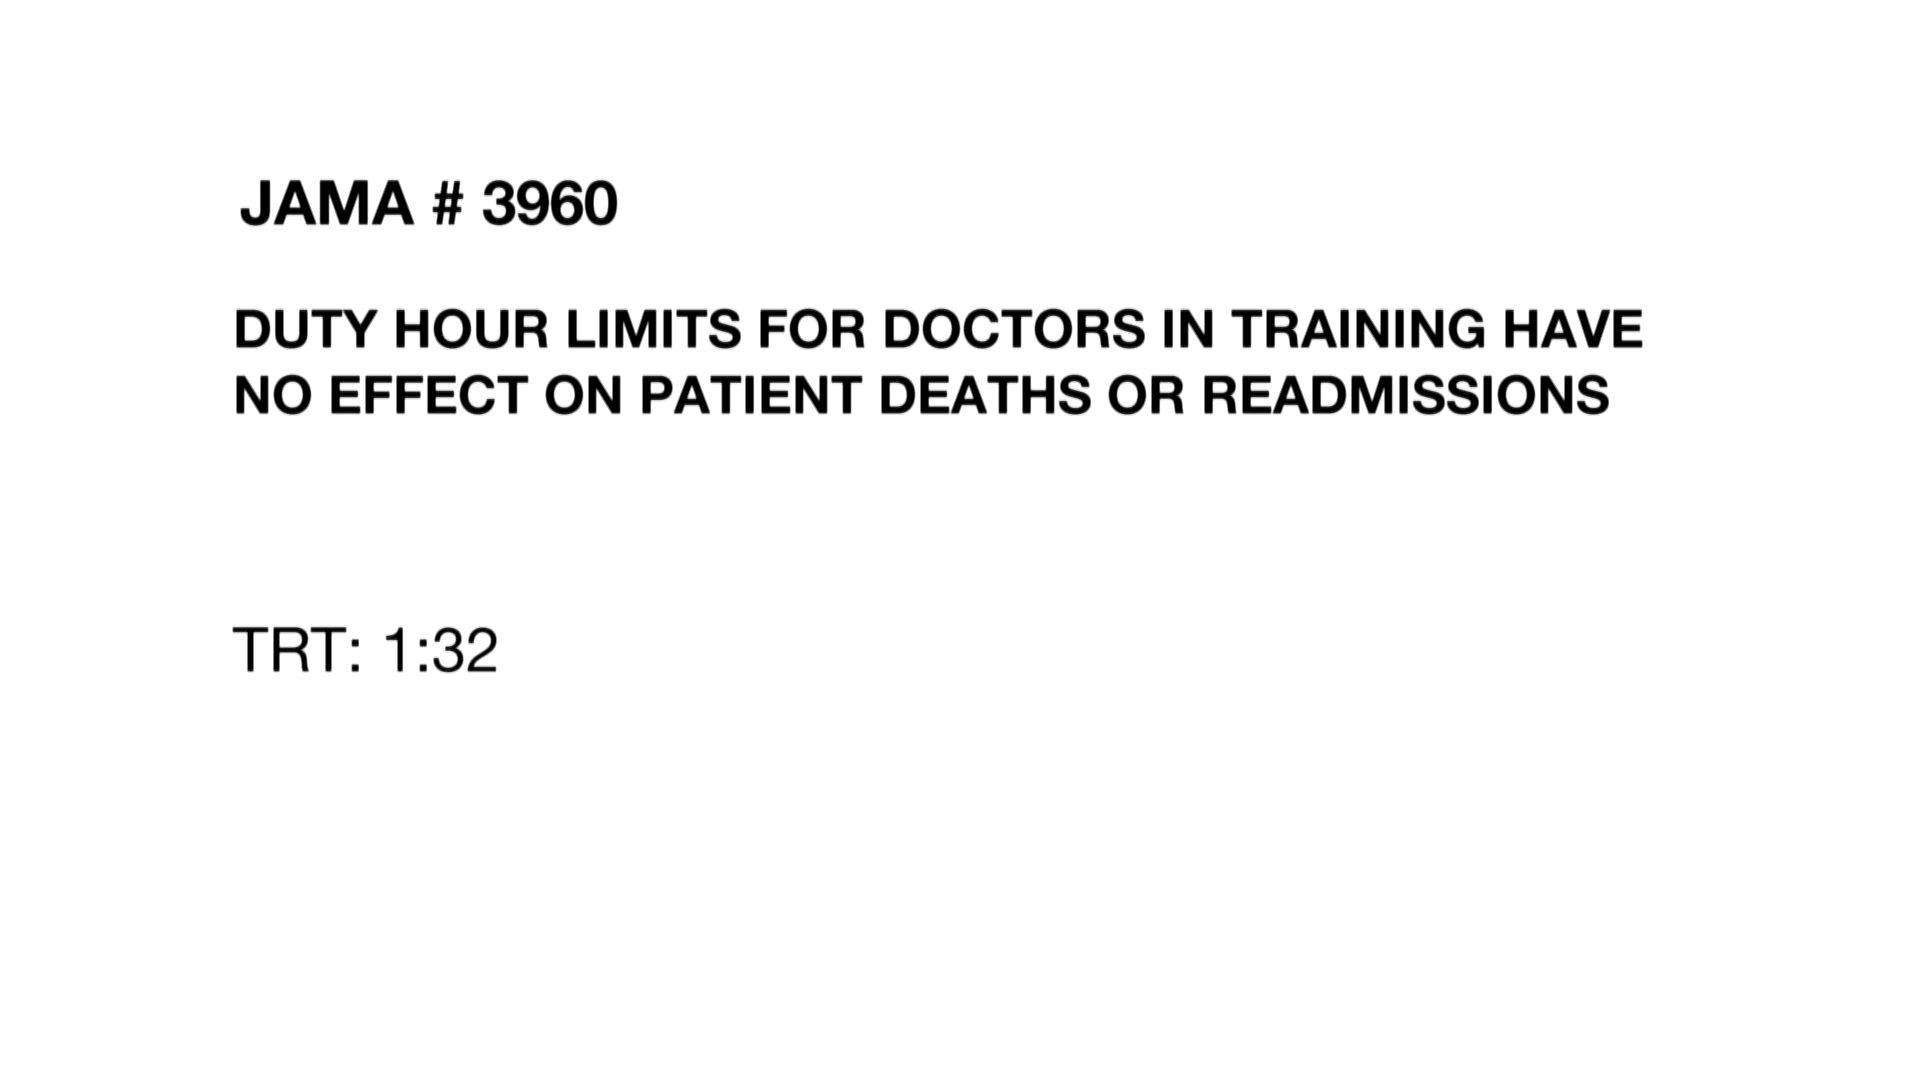 JAMA # 3960
DUTY HOUR LIMITS FOR DOCTORS IN TRAINING HAVE
NO EFFECT ON PATIENT DEATHS OR READMISSIONS
TRT: 1:32